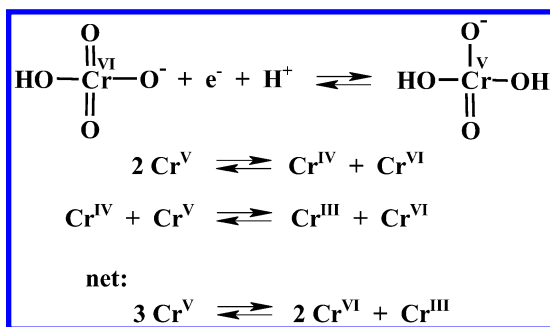 O O⁻
HO—Cr^VI—O⁻ + e⁻ + H⁺ ⇌ HO—Cr^V—OH
O O
2 Cr^V ⇌ Cr^IV + Cr^VI
Cr^IV + Cr^V ⇌ Cr^III + Cr^VI
net:
3 Cr^V ⇌ 2 Cr^VI + Cr^III